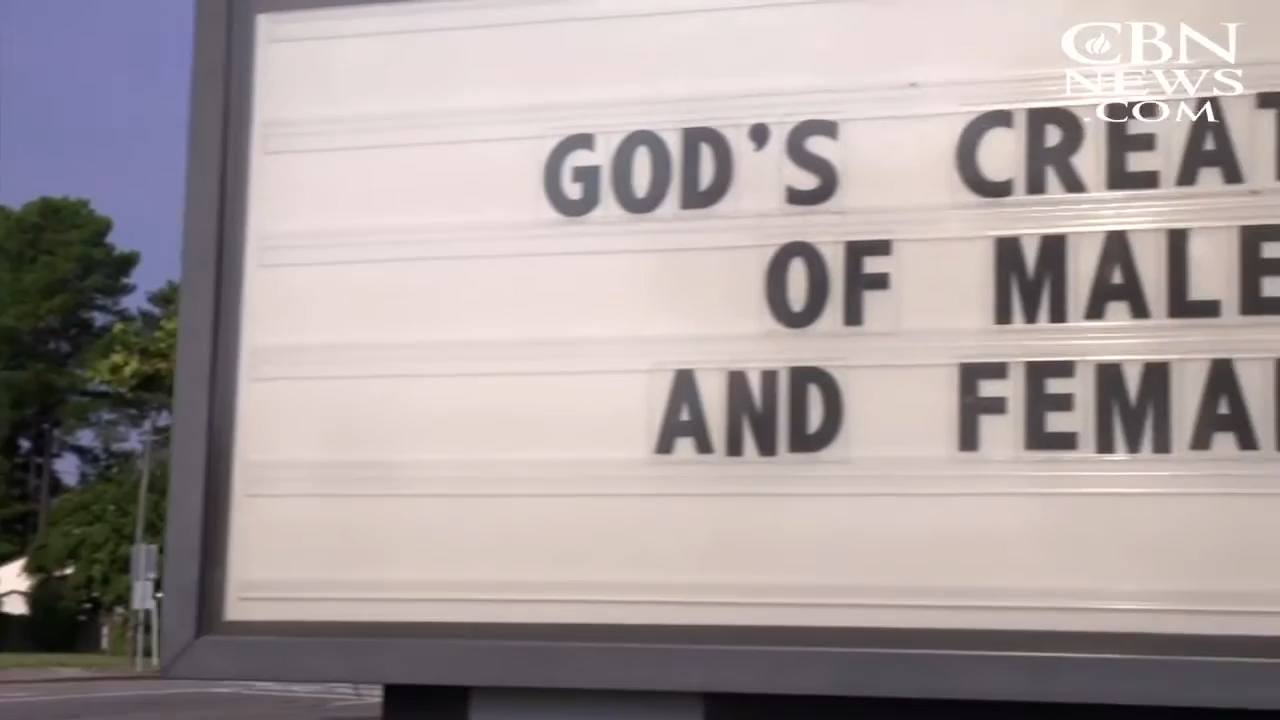 CBN
NEWS
.COM
GOD'S CREAT
OF MALE
AND FEMA